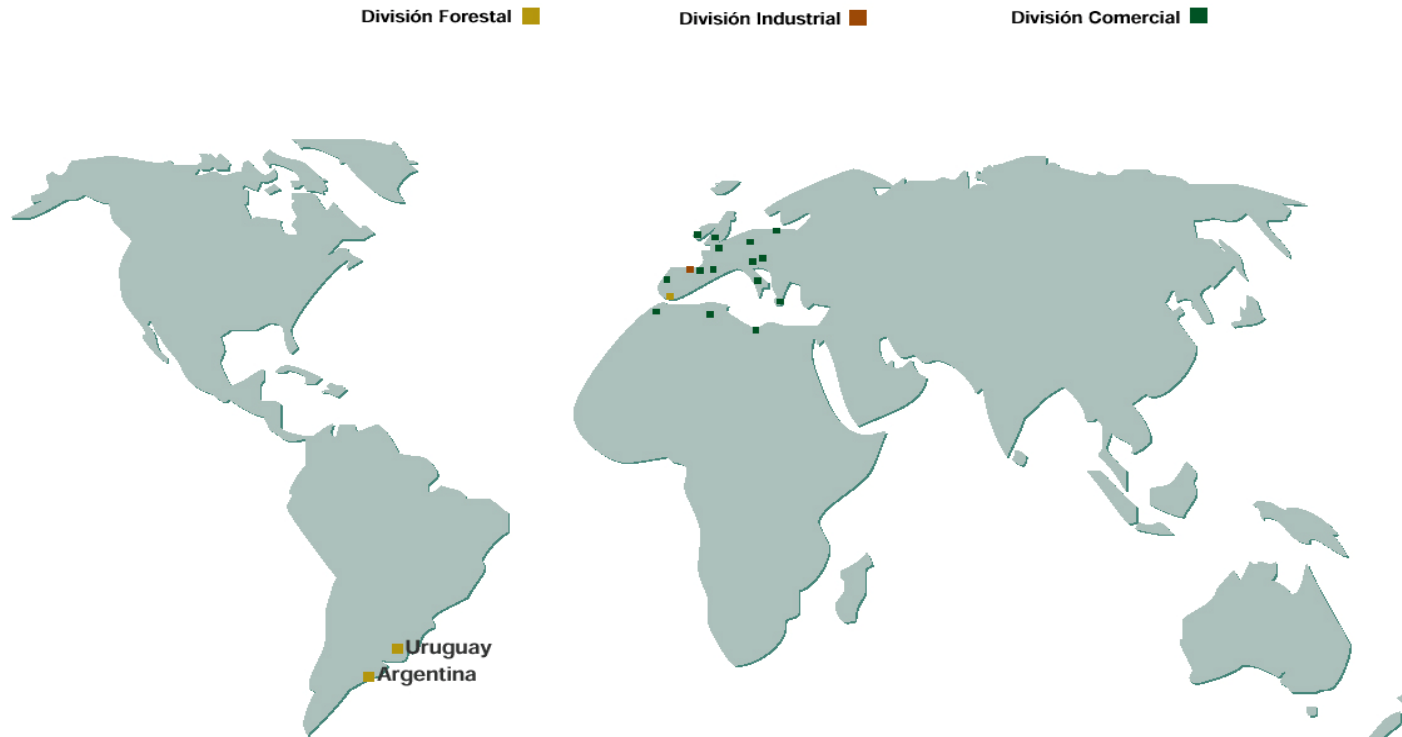 División Forestal
División Industrial
División Comercial
Uruguay
Argentina